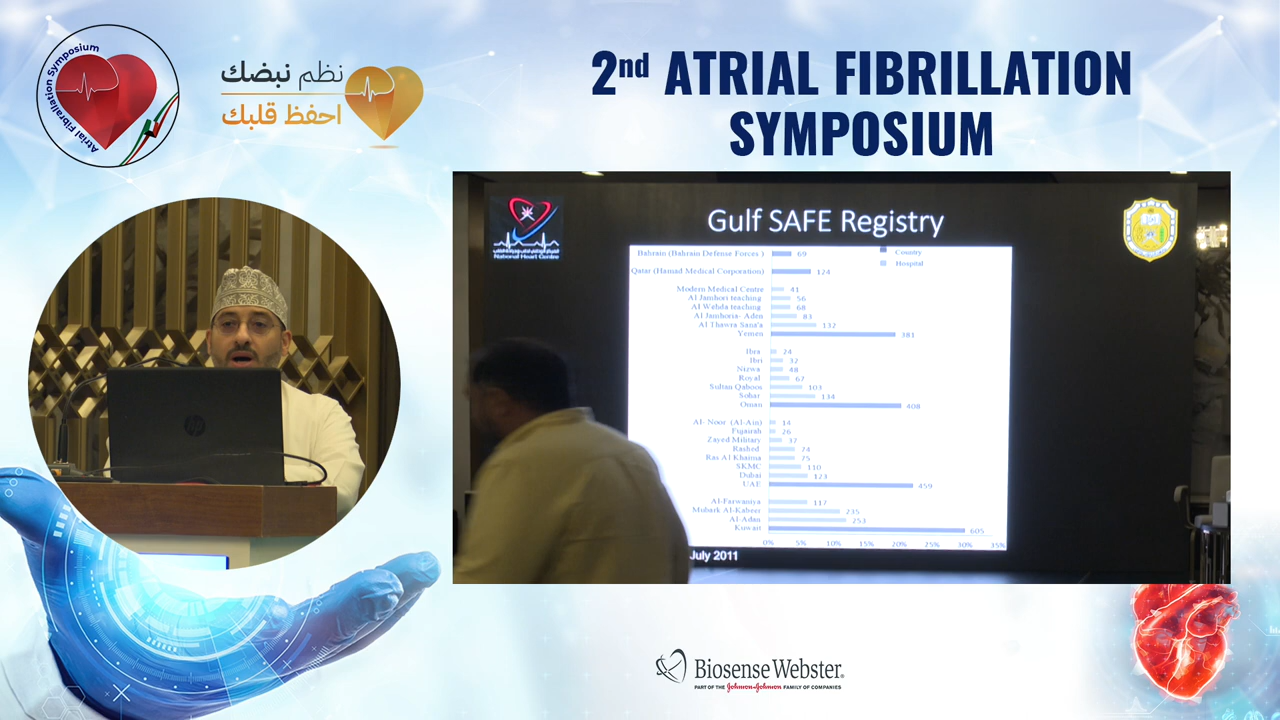 Atrial Fibrallation Symposium
نظم نبضك
احفظ قلبك
2nd ATRIAL FIBRILLATION
SYMPOSIUM
National Heart Centre
Gulf SAFE Registry
Country
Hospital
Bahrain (Bahrain Defense Forces ) 69
Qatar (Hamad Medical Corporation) 124
Modern Medical Centre 41
Al Jamhori teaching 56
Al Wehda teaching 68
Al Jamhoria- Aden 83
Al Thawra Sana'a 132
Yemen 381
Ibra 24
Ibri 32
Nizwa 48
Royal 67
Sultan Qaboos 103
Sohar 134
Oman 408
Al- Noor (Al-Ain) 14
Fujairah 26
Zayed Military 37
Rashed 74
Ras Al Khaima 75
SKMC 110
Dubai 123
UAE 459
Al-Farwaniya 117
Mubark Al-Kabeer 235
Al-Adan 253
Kuwait 605
0% 5% 10% 15% 20% 25% 30% 35%
July 2011
hp
Biosense Webster.
PART OF THE Johnson & Johnson FAMILY OF COMPANIES